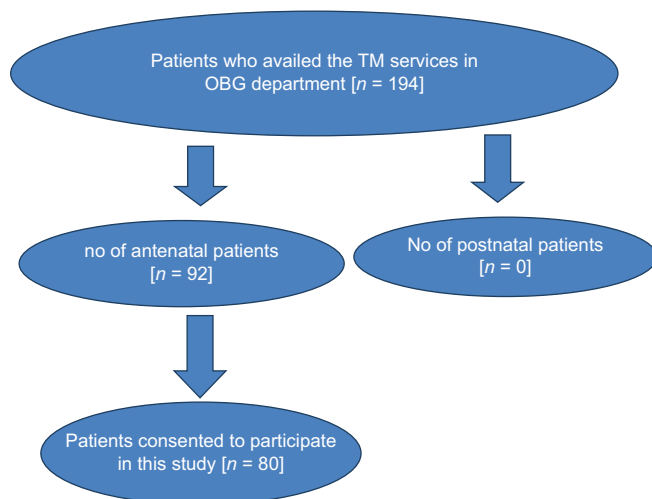 Patients who availed the TM services in
OBG department [n = 194]
no of antenatal patients
[n = 92]
No of postnatal patients
[n = 0]
Patients consented to participate
in this study [n = 80]